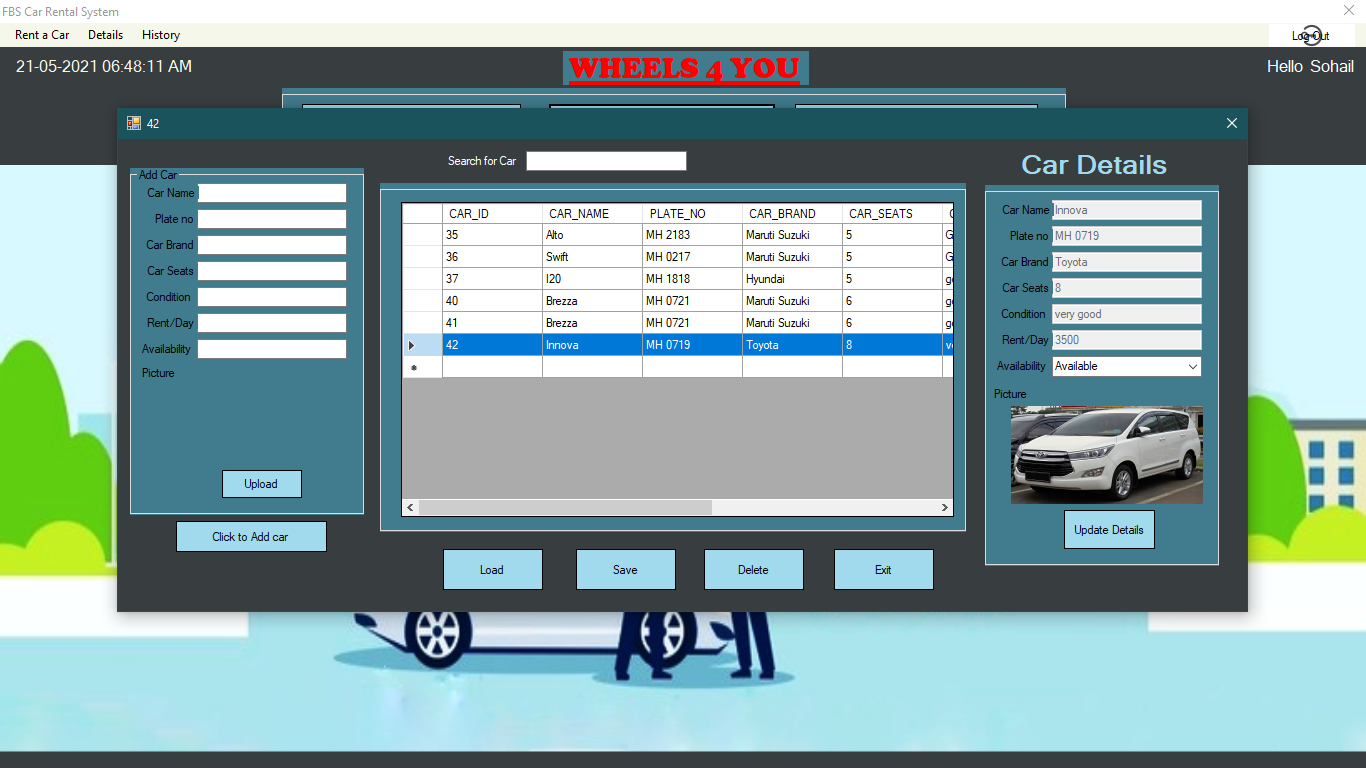 FBS Car Rental System
Rent a Car Details History
Log Out
21-05-2021 06:48:11 AM
WHEELS 4 YOU
Hello Sohail
42
Search for Car
Add Car
Car Name
Plate no
Car Brand
Car Seats
Condition
Rent/Day
Availability
Picture
Upload
Click to Add car
CAR_ID CAR_NAME PLATE_NO CAR_BRAND CAR_SEATS
35 Alto MH 2183 Maruti Suzuki 5
36 Swift MH 0217 Maruti Suzuki 5
37 I20 MH 1818 Hyundai 5
40 Brezza MH 0721 Maruti Suzuki 6
41 Brezza MH 0721 Maruti Suzuki 6
42 Innova MH 0719 Toyota 8
Load Save Delete Exit
Car Details
Car Name Innova
Plate no MH 0719
Car Brand Toyota
Car Seats 8
Condition very good
Rent/Day 3500
Availability Available
Picture
Update Details